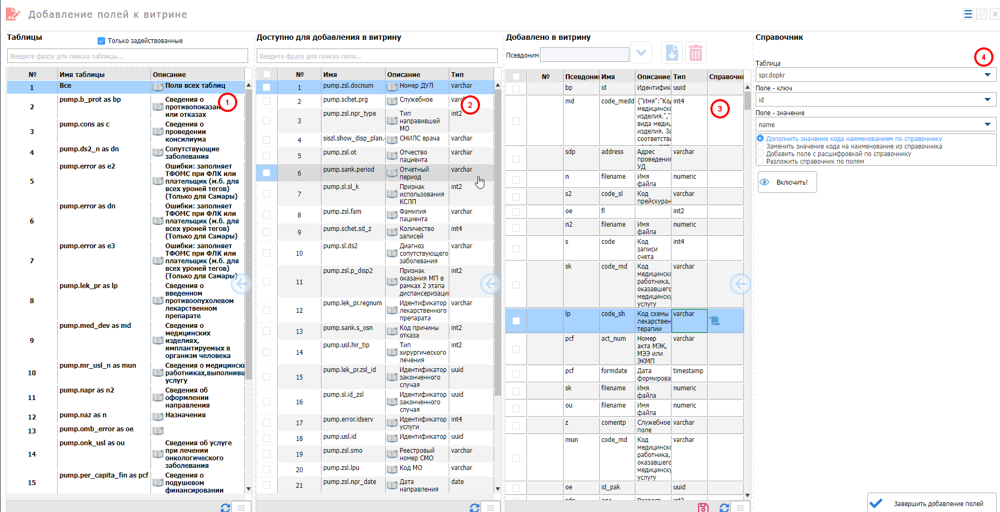 Добавление полей к витрине
Таблицы
Только задействованные
Введите фразу для поиска таблицы...
№ Имя таблицы Описание
1 Все Поля всех таблиц
2 pump.b_prot as bp Сведения о
противопоказан
или отказах
3 pump.cons as c Сведения о
проведении
консилиума
4 pump.ds2_n as dn Сопутствующие
заболевания
5 pump.error as e2 Ошибки: заполняет
ТФОМС при ФЛК или
плательщик (м.б. для
всех уроней тегов)
(Только для Самары)
6 pump.error as dn Ошибки: заполняет
ТФОМС при ФЛК или
плательщик (м.б. для
всех уроней тегов)
(Только для Самары)
7 pump.error as e3 Ошибки: заполняет
ТФОМС при ФЛК или
плательщик (м.б. для
всех уроней тегов)
(Только для Самары)
8 pump.lek_pr as lp Сведения о
введенном
противоопухолевом
лекарственном
препарате
9 pump.med_dev as md Сведения о
медицинских
изделиях,
имплантируемых в
организм человека
10 pump.mr_usl_n as mun Сведения о медицински
работниках,выполнивш
услугу
11 pump.napr as n2 Сведения об
оформлении
направления
12 pump.naz as n Назначения
13 pump.omb_error as oe
14 pump.onk_usl as ou Сведения об услуге
при лечении
онкологического
заболевания
15 pump.per_capita_fin as pcf Сведения о
подушевом
финансировании
1
Доступно для добавления в витрину
Введите фразу для поиска поля...
№ Имя Описание Тип
1 pump.zsl.docnum Номер ДУЛ varchar
2 pump.schet.prg Служебное varc
3 pump.zsl.npr_type Тип int2
направившей
МО
4 siszl.show_disp_plan. СНИЛС врача varchar
5 pump.zsl.ot Отчество varchar
пациента
6 pump.sank.period Отчетный varchar
период
7 pump.sl.sl_k Признак int2
использования
КСЛП
8 pump.zsl.fam Фамилия varchar
пациента
9 pump.schet.sd_z Количество int4
записей
10 pump.sl.ds2 Диагноз varchar
сопутствующего
заболевания
11 pump.zsl.p_disp2 Признак int2
оказания МП в
рамках 2 этапа
диспансеризаци
12 pump.lek_pr.regnum Идентификатор varchar
лекарственного
препарата
13 pump.sank.s_osn Код причины int2
отказа
14 pump.usl.hir_tip Тип int2
хирургического
лечения
15 pump.lek_pr.zsl_id Идентификатор uuid
законченного
случая
16 pump.sl.id_zsl Идентификатор uuid
законченного
случая
17 pump.error.idserv Идентификатор int4
услуги
18 pump.usl.id Идентификатор uuid
19 pump.zsl.smo Реестровый varchar
номер СМО
20 pump.zsl.lpu Код МО varchar
21 pump.zsl.npr_date Дата date
направления
2
Добавлено в витрину
Псевдоним
№ Псевдони Имя Описание Тип Справочн
bp id Идентифик uuid
md code_medd {"Имя":"Код int4
медицинско
изделия.","
вида медиц
изделия. За
соответстви
sdp address Адрес varchar
проведения
УД
n filename Имя numeric
файла
s2 code_sl Код varchar
прейскуран
oe fl int2
n2 filename Имя numeric
файла
s code Код int4
записи
счета
sk code_md Код varchar
медицинско
работника,
оказавшего
медицинску
услугу
lp code_sh Код схемы varchar
лекарствен
терапии
pcf act_num Номер varchar
акта МЭК,
МЭЭ или
ЭКМП
pcf formdate Дата timestamp
формирова
sk filename Имя numeric
файла
ou filename Имя numeric
файла
z comentp Служебное varchar
поле
mun code_md Код varchar
медицинско
работника,
оказавшего
медицинску
услугу
oe id_pak uuid
sdp age Возраст int2
3
Справочник
4
Таблица
spr.dopkr
Поле - ключ
id
Поле - значение
name
Дополнить значение кода наименованием по справочнику
Заменить значение кода на наименование из справочника
Добавить поле с расшифровкой по справочнику
Разложить справочник по полям
Включить!
Завершить добавление полей